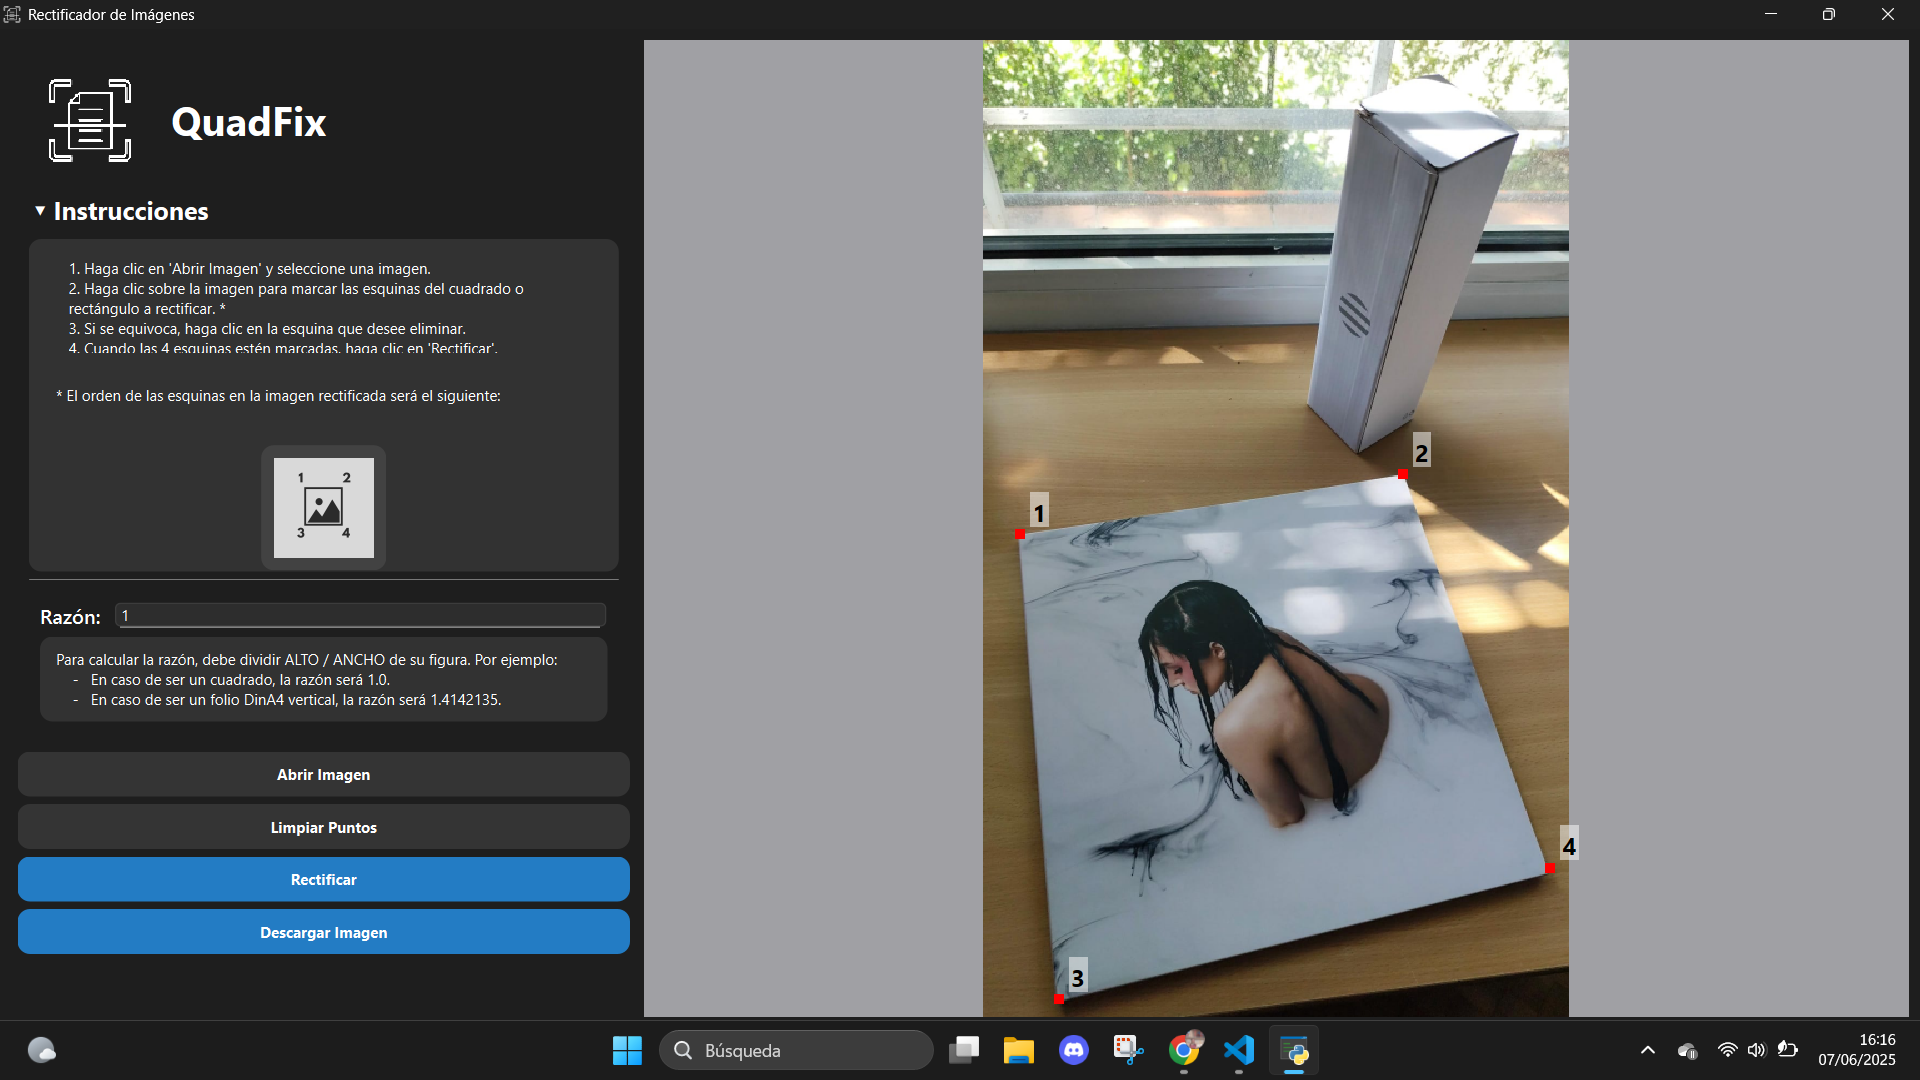 Rectificador de Imágenes
QuadFix
▼ Instrucciones
1. Haga clic en 'Abrir Imagen' y seleccione una imagen.
2. Haga clic sobre la imagen para marcar las esquinas del cuadrado o
rectángulo a rectificar. *
3. Si se equivoca, haga clic en la esquina que desee eliminar.
4. Cuando las 4 esquinas estén marcadas, haga clic en 'Rectificar'.
* El orden de las esquinas en la imagen rectificada será el siguiente:
1 2
3 4
Razón: 1
Para calcular la razón, debe dividir ALTO / ANCHO de su figura. Por ejemplo:
- En caso de ser un cuadrado, la razón será 1.0.
- En caso de ser un folio DinA4 vertical, la razón será 1.4142135.
Abrir Imagen
Limpiar Puntos
Rectificar
Descargar Imagen
2
1
4
3
Búsqueda
16:16
07/06/2025